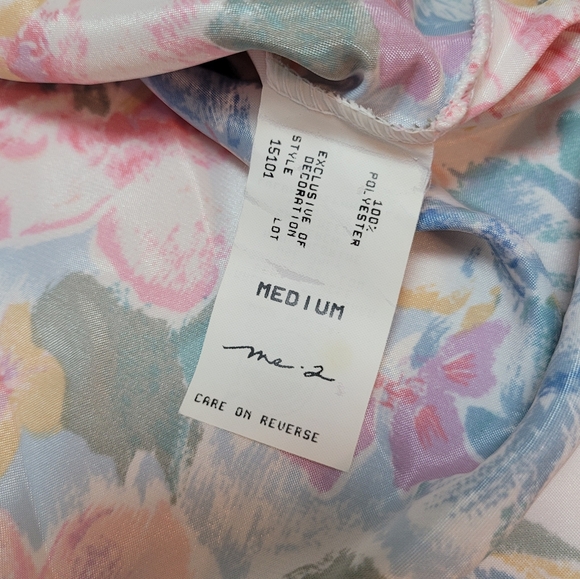 100%
POLYESTER
EXCLUSIVE OF
DECORATION
STYLE LOT
15101
MEDIUM
me.2
CARE ON REVERSE